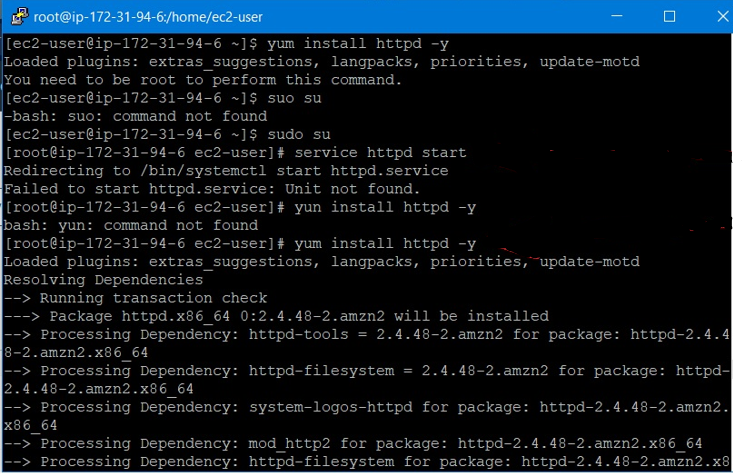 root@ip-172-31-94-6:/home/ec2-user
[ec2-user@ip-172-31-94-6 ~]$ yum install httpd -y
Loaded plugins: extras_suggestions, langpacks, priorities, update-motd
You need to be root to perform this command.
[ec2-user@ip-172-31-94-6 ~]$ suo su
-bash: suo: command not found
[ec2-user@ip-172-31-94-6 ~]$ sudo su
[root@ip-172-31-94-6 ec2-user]# service httpd start
Redirecting to /bin/systemctl start httpd.service
Failed to start httpd.service: Unit not found.
[root@ip-172-31-94-6 ec2-user]# yun install httpd -y
bash: yun: command not found
[root@ip-172-31-94-6 ec2-user]# yum install httpd -y
Loaded plugins: extras_suggestions, langpacks, priorities, update-motd
Resolving Dependencies
--> Running transaction check
---> Package httpd.x86_64 0:2.4.48-2.amzn2 will be installed
--> Processing Dependency: httpd-tools = 2.4.48-2.amzn2 for package: httpd-2.4.4
8-2.amzn2.x86_64
--> Processing Dependency: httpd-filesystem = 2.4.48-2.amzn2 for package: httpd-
2.4.48-2.amzn2.x86_64
--> Processing Dependency: system-logos-httpd for package: httpd-2.4.48-2.amzn2.
x86_64
--> Processing Dependency: mod_http2 for package: httpd-2.4.48-2.amzn2.x86_64
--> Processing Dependency: httpd-filesystem for package: httpd-2.4.48-2.amzn2.x8